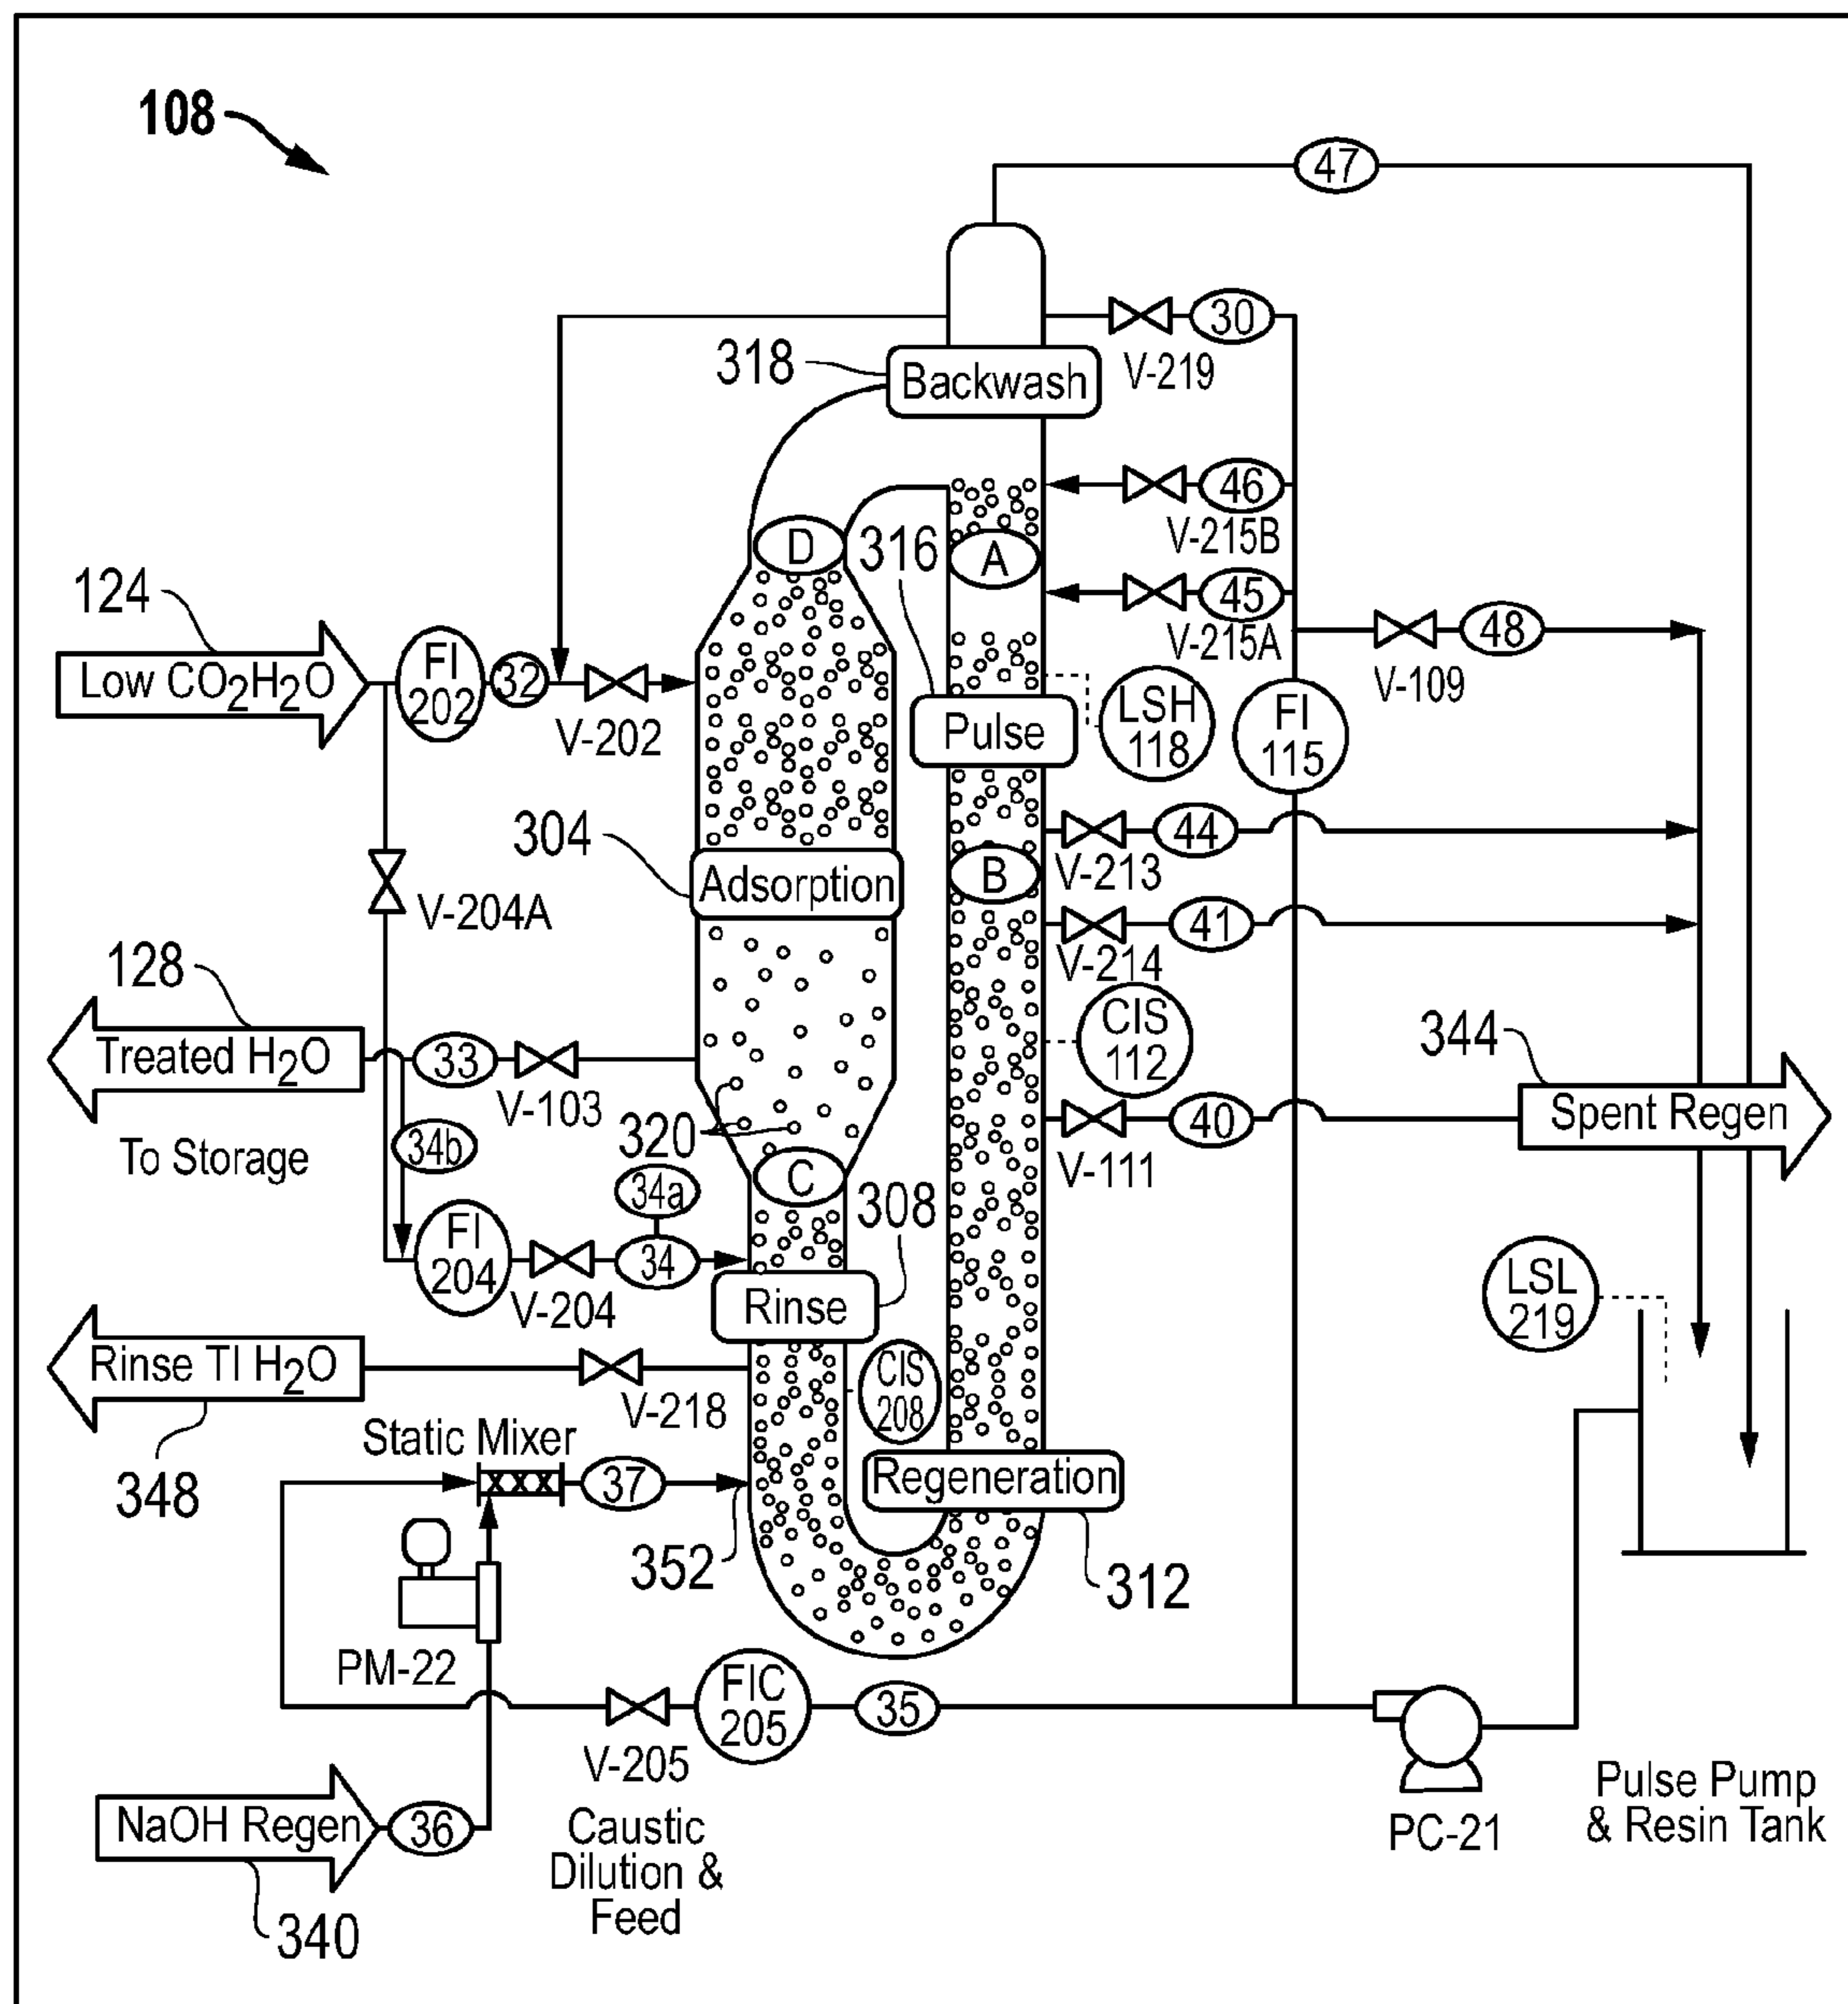 108
47
30
V-219
318
Backwash
46
V-215B
D
316
A
45
V-215A
124
Low CO₂H₂O
FI
202
32
V-202
48
V-109
Pulse
LSH
118
FI
115
304
44
V-213
Adsorption
B
V-204A
41
V-214
128
CIS
112
344
Treated H₂O
33
V-103
40
V-111
Spent Regen
To Storage
34b
320
C
34a
308
FI
204
V-204
34
LSL
219
Rinse
Rinse TI H₂O
V-218
CIS
208
348
Static Mixer
37
Regeneration
352
312
PM-22
FIC
205
35
V-205
NaOH Regen
36
Caustic
Dilution &
Feed
340
PC-21
Pulse Pump
& Resin Tank